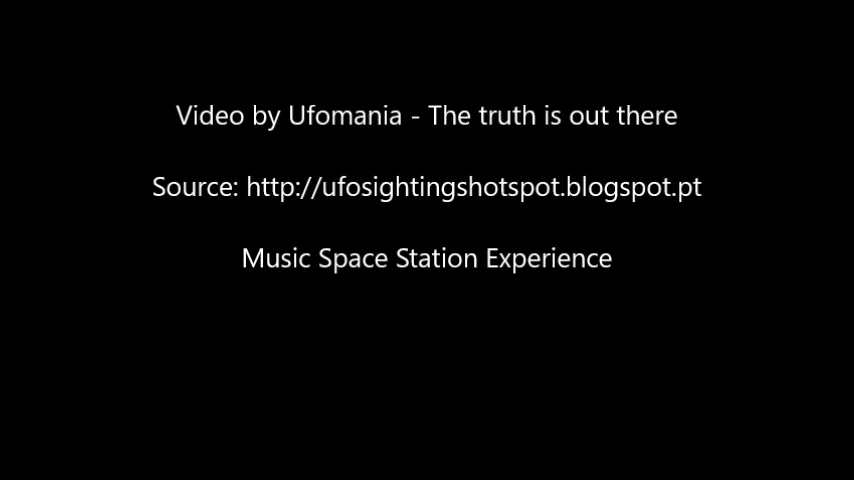 Video by Ufomania - The truth is out there
Source: http://ufosightingshotspot.blogspot.pt
Music Space Station Experience